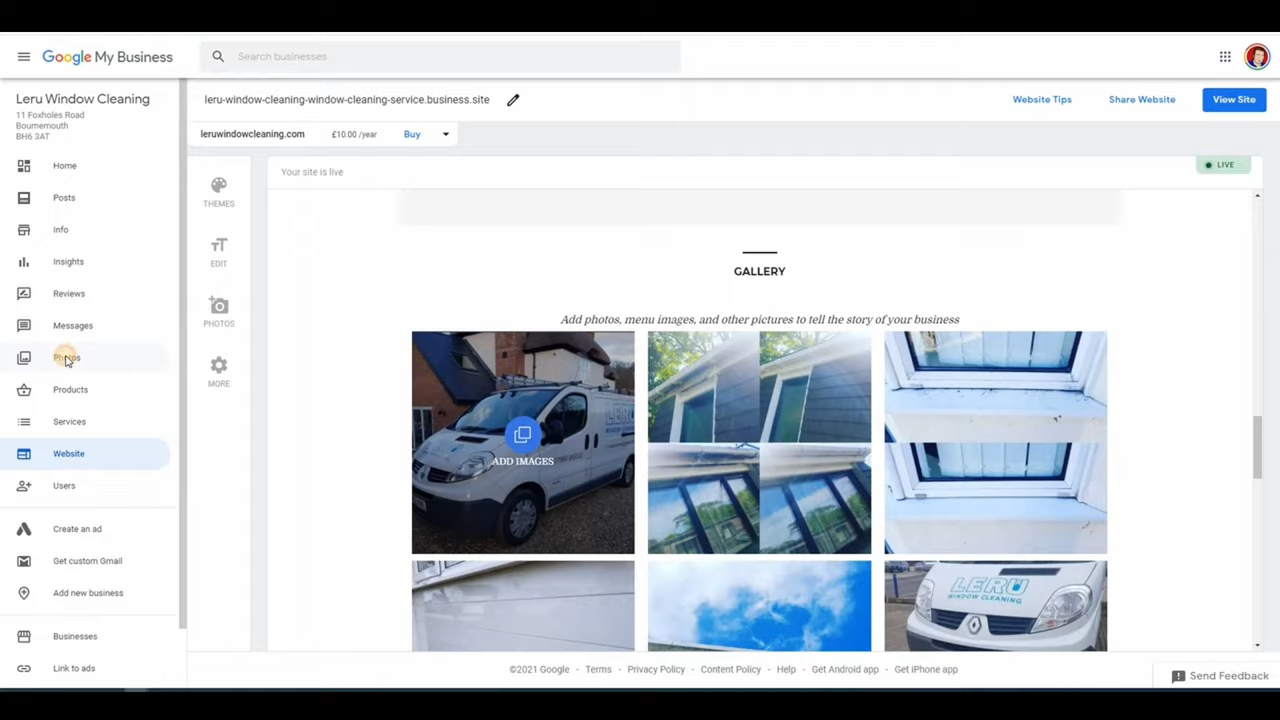 Google My Business
Search businesses
Leru Window Cleaning
11 Foxholes Road
Bournemouth
BH6 3AT
Home
Posts
Info
Insights
Reviews
Messages
Photos
Products
Services
Website
Users
Create an ad
Get custom Gmail
Add new business
Businesses
Link to ads
leru-window-cleaning-window-cleaning-service.business.site
Website Tips
Share Website
View Site
leruwindowcleaning.com
£10.00 /year
Buy
THEMES
EDIT
PHOTOS
MORE
Your site is live
LIVE
GALLERY
Add photos, menu images, and other pictures to tell the story of your business
LERU
ADD IMAGES
LERU
WINDOW CLEANING
©2021 Google - Terms - Privacy Policy - Content Policy - Help - Get Android app - Get iPhone app
Send Feedback